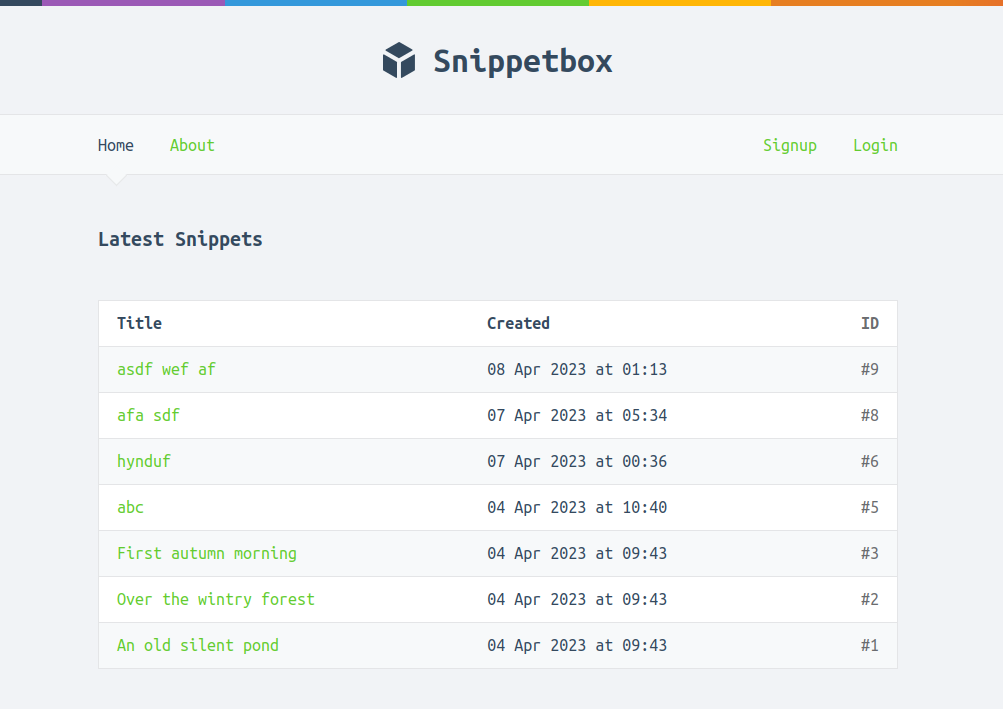 Snippetbox
Home About Signup Login
Latest Snippets
Title Created ID
asdf wef af 08 Apr 2023 at 01:13 #9
afa sdf 07 Apr 2023 at 05:34 #8
hynduf 07 Apr 2023 at 00:36 #6
abc 04 Apr 2023 at 10:40 #5
First autumn morning 04 Apr 2023 at 09:43 #3
Over the wintry forest 04 Apr 2023 at 09:43 #2
An old silent pond 04 Apr 2023 at 09:43 #1